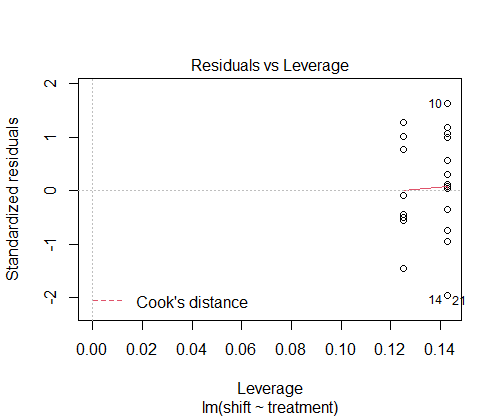 Residuals vs Leverage
Standardized residuals
2
1
0
-1
-2
10
14 21
Cook's distance
0.00 0.02 0.04 0.06 0.08 0.10 0.12 0.14
Leverage
lm(shift ~ treatment)